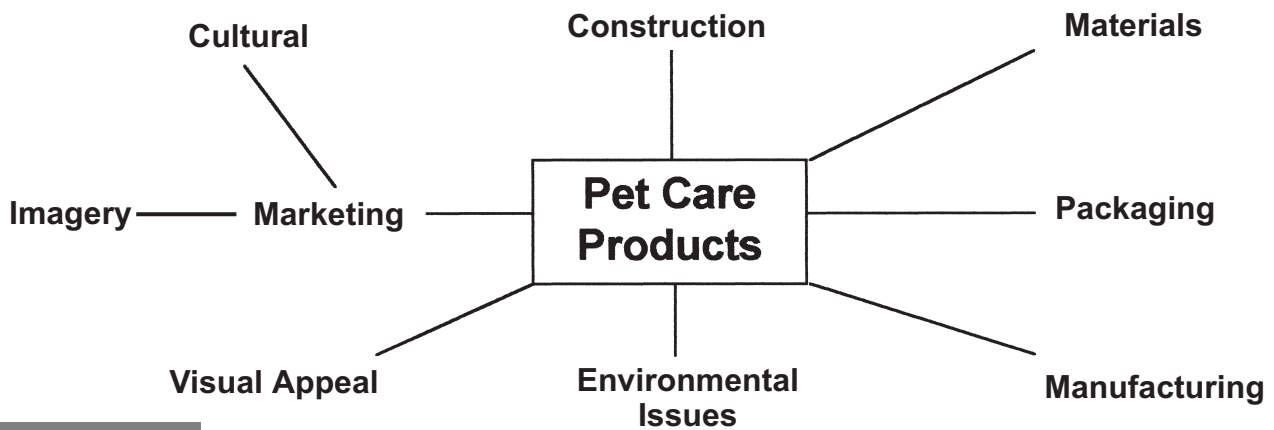 Cultural
Construction
Materials
Imagery
Marketing
Pet Care
Products
Packaging
Visual Appeal
Environmental
Issues
Manufacturing